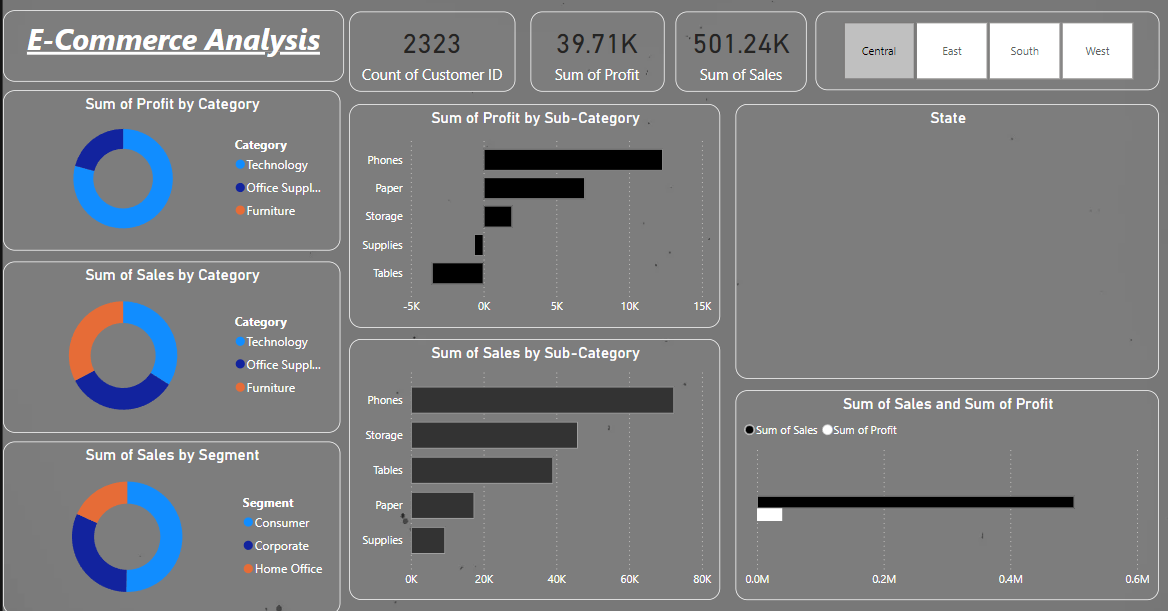 E-Commerce Analysis
2323
Count of Customer ID
39.71K
Sum of Profit
501.24K
Sum of Sales
Central
East
South
West
Sum of Profit by Category
Category
Technology
Office Suppl...
Furniture
Sum of Sales by Category
Category
Technology
Office Suppl...
Furniture
Sum of Sales by Segment
Segment
Consumer
Corporate
Home Office
Sum of Profit by Sub-Category
Phones
Paper
Storage
Supplies
Tables
-5K 0K 5K 10K 15K
Sum of Sales by Sub-Category
Phones
Storage
Tables
Paper
Supplies
0K 20K 40K 60K 80K
State
Sum of Sales and Sum of Profit
Sum of Sales Sum of Profit
0.0M 0.2M 0.4M 0.6M